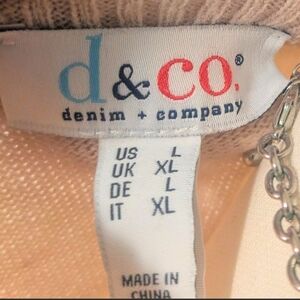 d&co.®
denim + company
US L
UK XL
DE L
IT XL
MADE IN
CHINA